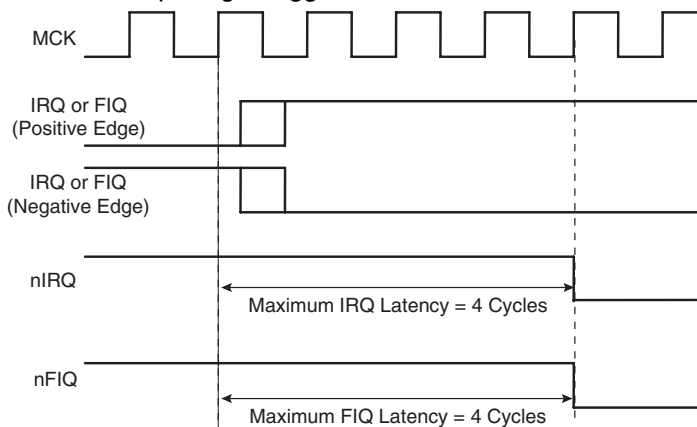 MCK
IRQ or FIQ
(Positive Edge)
IRQ or FIQ
(Negative Edge)
nIRQ
Maximum IRQ Latency = 4 Cycles
nFIQ
Maximum FIQ Latency = 4 Cycles